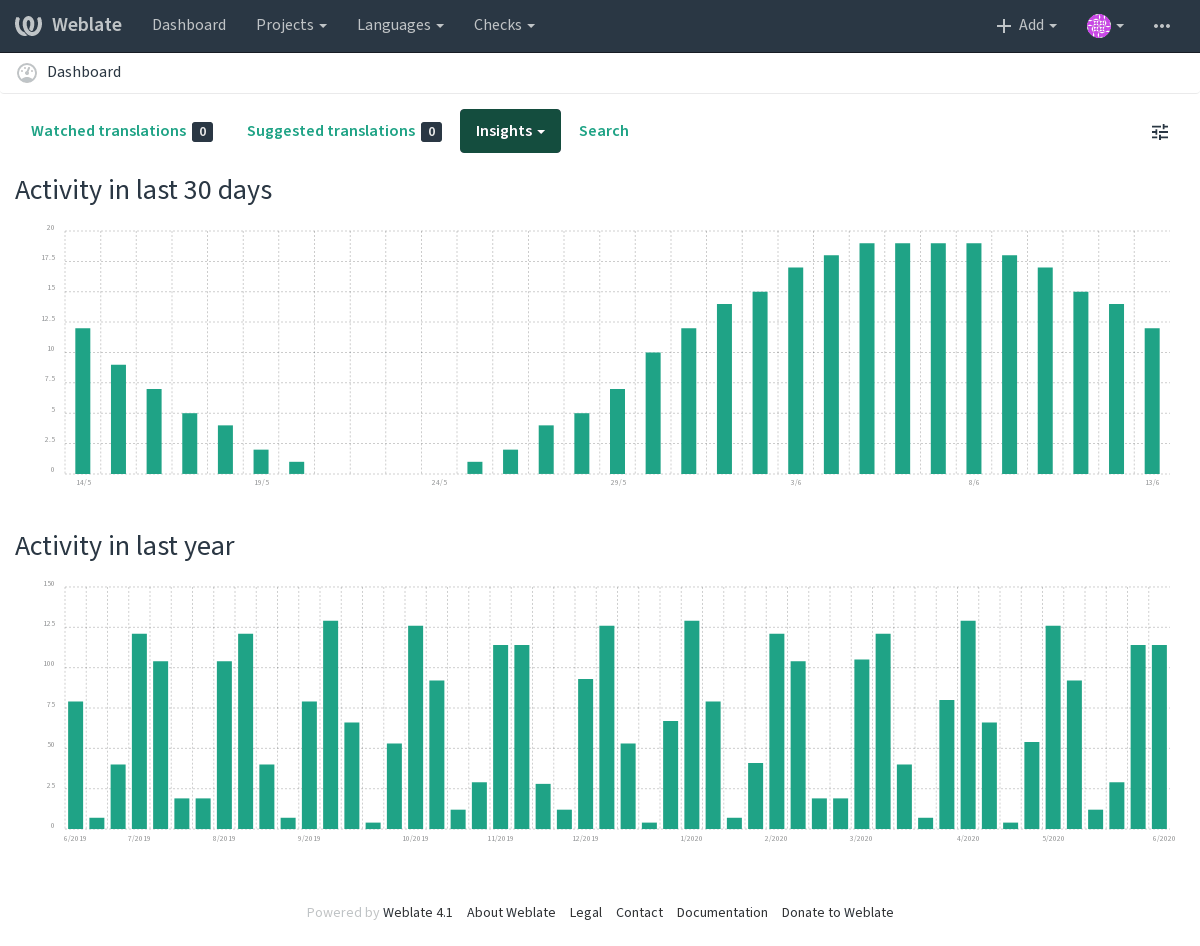 Weblate Dashboard Projects Languages Checks Add
Dashboard
Watched translations 0 Suggested translations 0 Insights Search
Activity in last 30 days
20
17.5
15
12.5
10
7.5
5
2.5
0
14/5 19/5 24/5 29/5 3/6 8/6 13/6
Activity in last year
150
125
100
75
50
25
0
6/2019 7/2019 8/2019 9/2019 10/2019 11/2019 12/2019 1/2020 2/2020 3/2020 4/2020 5/2020 6/2020
Powered by Weblate 4.1 About Weblate Legal Contact Documentation Donate to Weblate